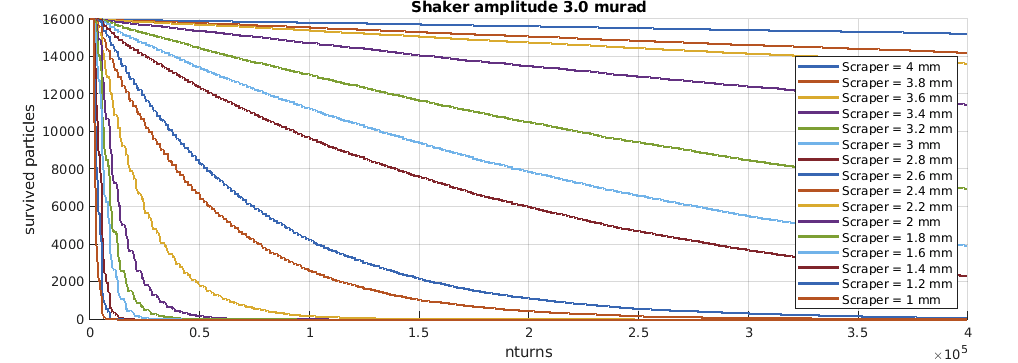 Shaker amplitude 3.0 murad
16000
14000
12000
10000
8000
6000
4000
2000
0
survived particles
Scraper = 4 mm
Scraper = 3.8 mm
Scraper = 3.6 mm
Scraper = 3.4 mm
Scraper = 3.2 mm
Scraper = 3 mm
Scraper = 2.8 mm
Scraper = 2.6 mm
Scraper = 2.4 mm
Scraper = 2.2 mm
Scraper = 2 mm
Scraper = 1.8 mm
Scraper = 1.6 mm
Scraper = 1.4 mm
Scraper = 1.2 mm
Scraper = 1 mm
0 0.5 1 1.5 2 2.5 3 3.5 4
nturns
×10⁵